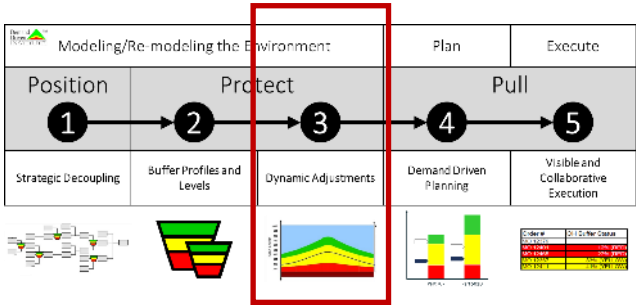 Modeling/Re-modeling the Environment
Plan
Execute
Position
Protect
Pull
1
2
3
4
5
Strategic Decoupling
Buffer Profiles and
Levels
Dynamic Adjustments
Demand Driven
Planning
Visible and
Collaborative
Execution
Order #